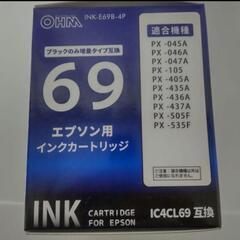 OHM
INK-E69B-4P
ブラックのみ増量タイプ互換
69
エプソン用
インクカートリッジ
適合機種
PX -045A
PX -046A
PX -047A
PX -105
PX -405A
PX -435A
PX -436A
PX -437A
PX -505F
PX -535F
INK
CARTRIDGE
FOR EPSON
IC4CL69 互換